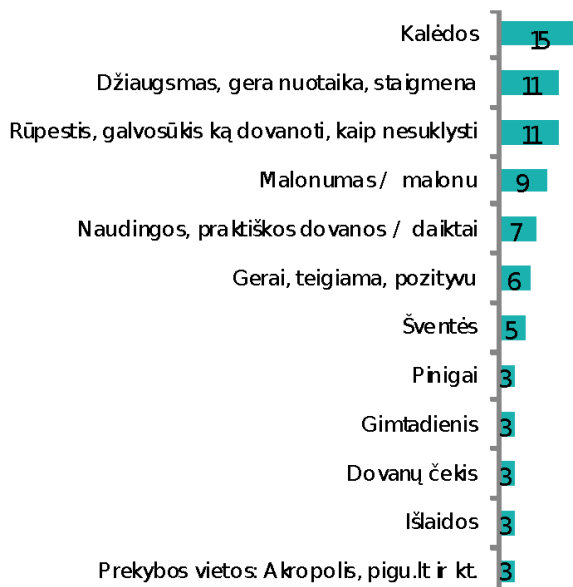 Kalėdos 15
Džiaugsmas, gera nuotaika, staigmena 11
Rūpestis, galvosūkis ką dovanoti, kaip nesuklysti 11
Malonumas / malonu 9
Naudingos, praktiškos dovanos / daiktai 7
Gerai, teigiama, pozityvu 6
Šventės 5
Pinigai 3
Gimtadienis 3
Dovanų čekis 3
Išlaidos 3
Prekybos vietos: Akropolis, pigu.lt ir kt. 3